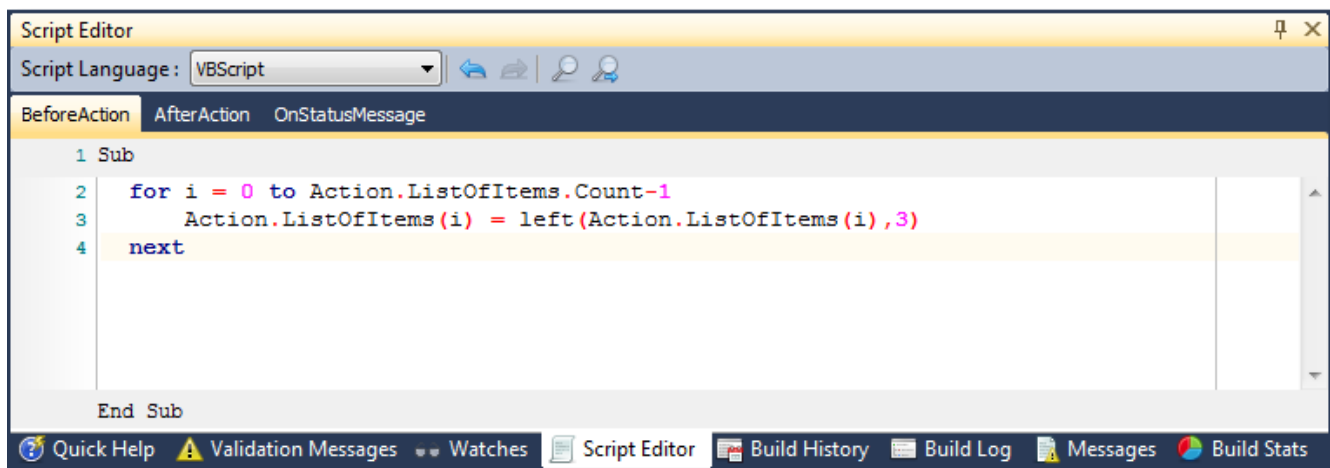 Script Editor
Script Language: VBScript
BeforeAction AfterAction OnStatusMessage
1 Sub
2 for i = 0 to Action.ListOfItems.Count-1
3 Action.ListOfItems(i) = left(Action.ListOfItems(i),3)
4 next
End Sub
Quick Help Validation Messages Watches Script Editor Build History Build Log Messages Build Stats